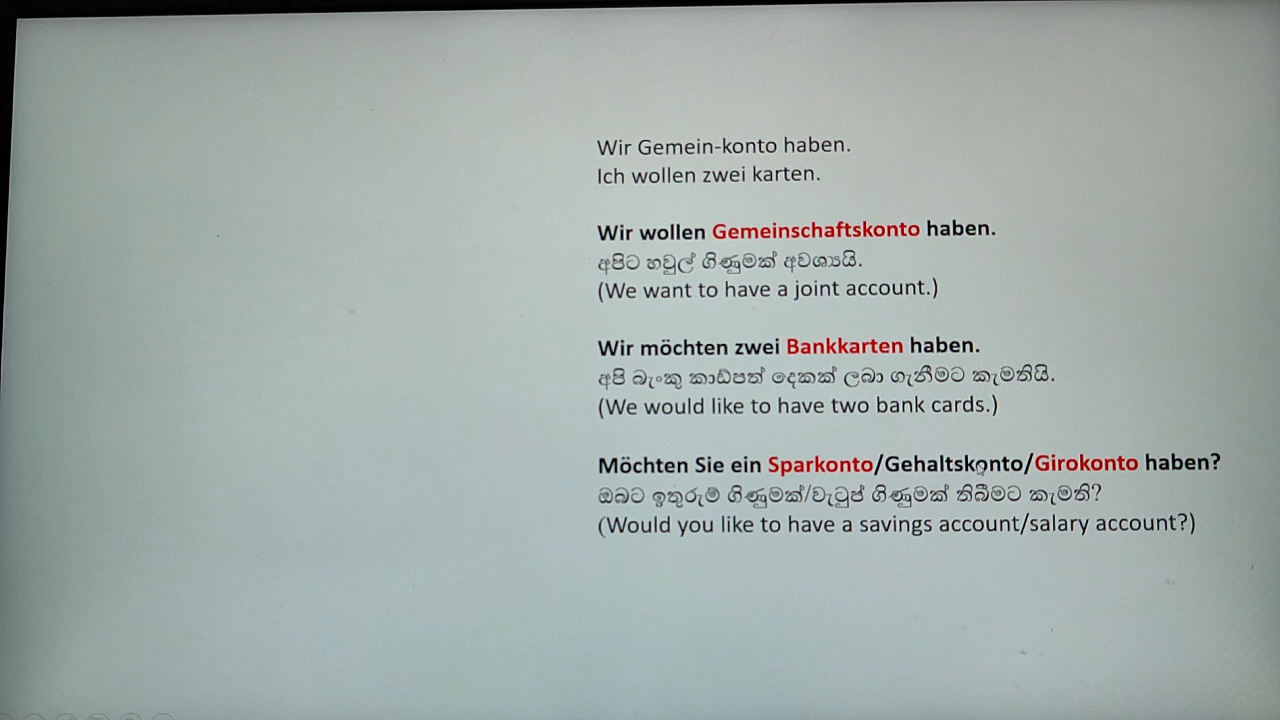 Wir Gemein-konto haben.
Ich wollen zwei karten.
Wir wollen Gemeinschaftskonto haben.
අපිට හවුල් ගිණුමක් අවශ්‍යයි.
(We want to have a joint account.)
Wir möchten zwei Bankkarten haben.
අපි බැංකු කාඩ්පත් දෙකක් ලබා ගැනීමට කැමතියි.
(We would like to have two bank cards.)
Möchten Sie ein Sparkonto/Gehaltskonto/Girokonto haben?
ඔබට ඉතුරුම් ගිණුමක්/වැටුප් ගිණුමක් තිබීමට කැමති?
(Would you like to have a savings account/salary account?)